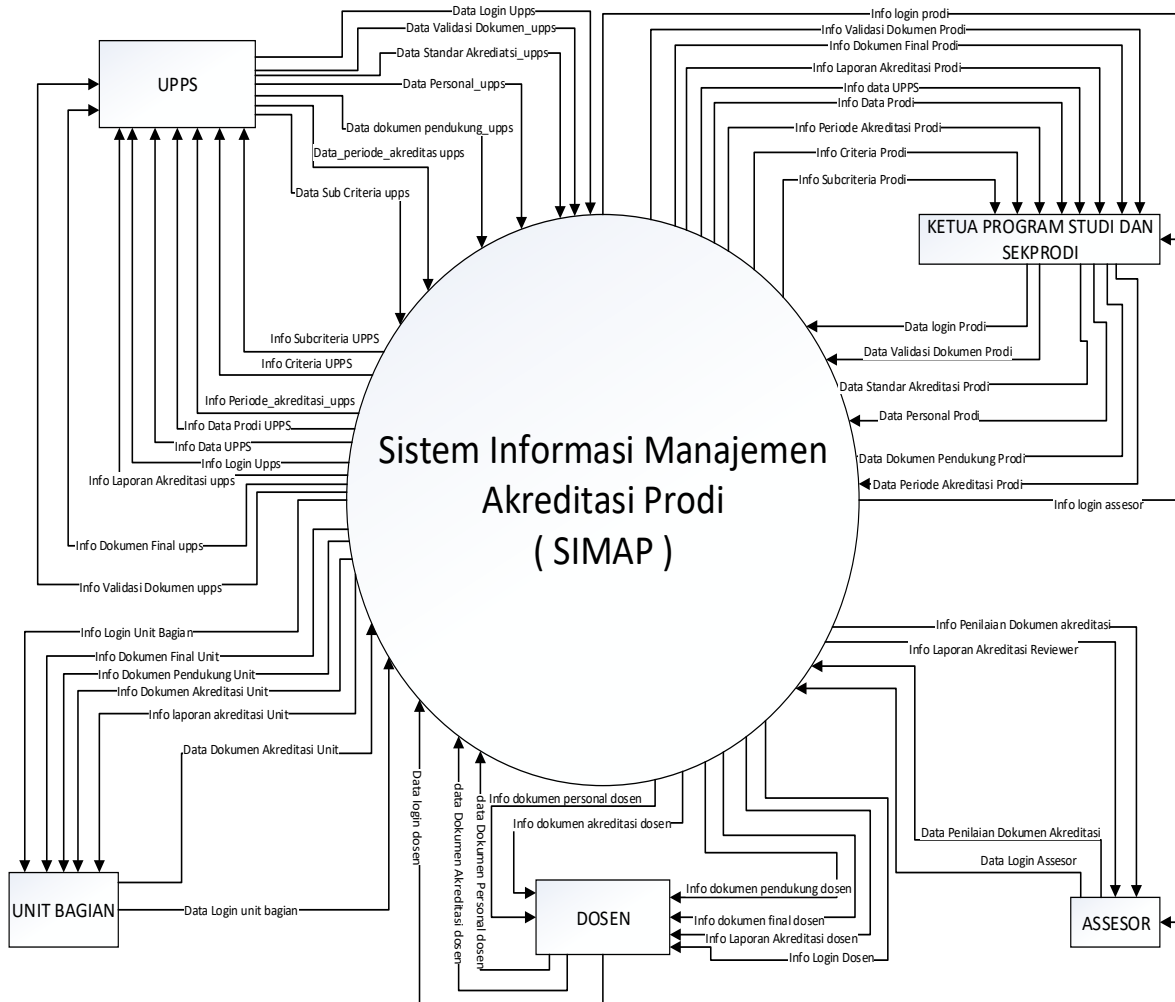 Data Login Upps
Data Validasi Dokumen_upps
Data Standar Akrediatsi_upps
UPPS
Data Personal_upps
Data dokumen pendukung_upps
Data_periode_akreditas upps
Data Sub Criteria upps
Info login prodi
Info Validasi Dokumen Prodi
Info Dokumen Final Prodi
Info Laporan Akreditasi Prodi
Info data UPPS
Info Data Prodi
Info Periode Akreditasi Prodi
Info Criteria Prodi
Info Subcriteria Prodi
KETUA PROGRAM STUDI DAN
SEKPRODI
Data login Prodi
Data Validasi Dokumen Prodi
Data Standar Akreditasi Prodi
Data Personal Prodi
Data Dokumen Pendukung Prodi
Data Periode Akreditasi Prodi
Info login assesor
Info Subcriteria UPPS
Info Criteria UPPS
Info Periode_akreditasi_upps
Info Data Prodi UPPS
Info Data UPPS
Info Login Upps
Info Laporan Akreditasi upps
Info Dokumen Final upps
Info Validasi Dokumen upps
Sistem Informasi Manajemen
Akreditasi Prodi
( SIMAP )
Info Login Unit Bagian
Info Dokumen Final Unit
Info Dokumen Pendukung Unit
Info Dokumen Akreditasi Unit
Info laporan akreditasi Unit
Data Dokumen Akreditasi Unit
UNIT BAGIAN
Data Login unit bagian
Data login dosen
data Dokumen Akreditasi dosen
data Dokumen Personal dosen
Info dokumen personal dosen
Info dokumen akreditasi dosen
Info dokumen pendukung dosen
DOSEN
Info dokumen final dosen
Info Laporan Akreditasi dosen
Info Login Dosen
Info Penilaian Dokumen akreditasi
Info Laporan Akreditasi Reviewer
Data Penilaian Dokumen Akreditasi
Data Login Assesor
ASSESOR